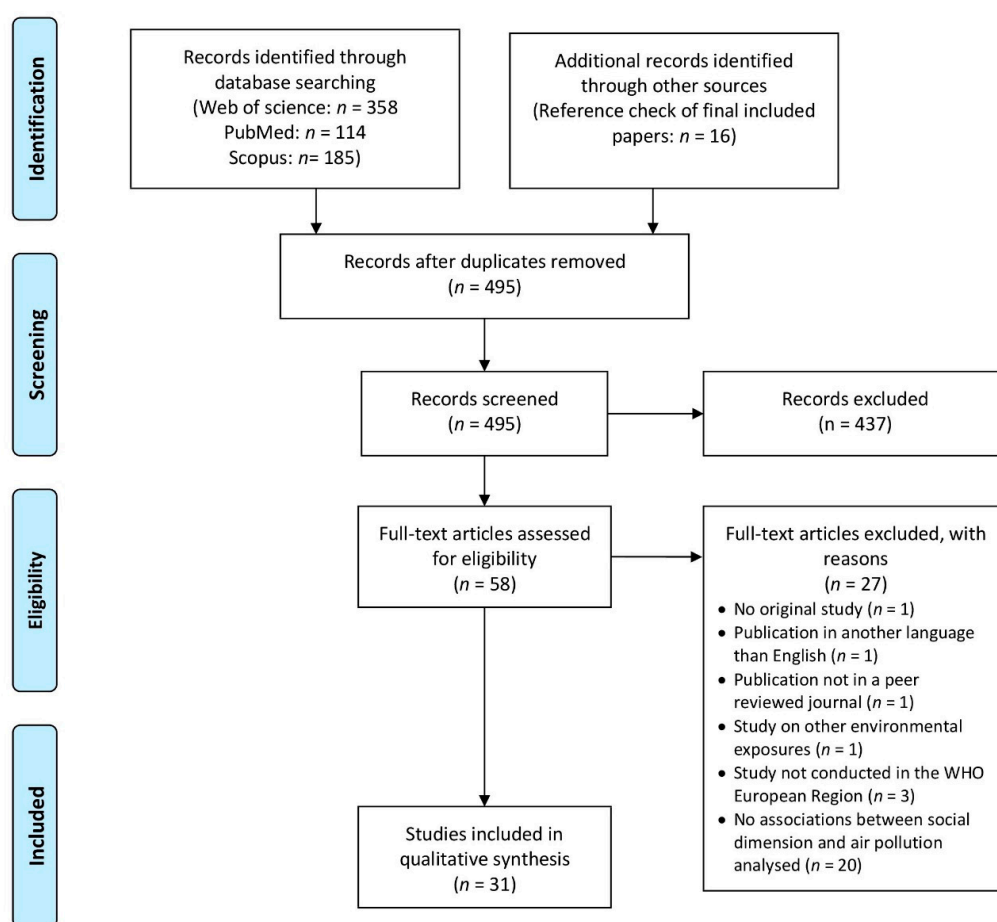 Identification
Records identified through
database searching
(Web of science: n = 358
PubMed: n = 114
Scopus: n= 185)
Additional records identified
through other sources
(Reference check of final included
papers: n = 16)
Screening
Records after duplicates removed
(n = 495)
Records screened
(n = 495)
Records excluded
(n = 437)
Eligibility
Full-text articles assessed
for eligibility
(n = 58)
Full-text articles excluded, with
reasons
(n = 27)
• No original study (n = 1)
• Publication in another language
than English (n = 1)
• Publication not in a peer
reviewed journal (n = 1)
• Study on other environmental
exposures (n = 1)
• Study not conducted in the WHO
European Region (n = 3)
• No associations between social
dimension and air pollution
analysed (n = 20)
Included
Studies included in
qualitative synthesis
(n = 31)